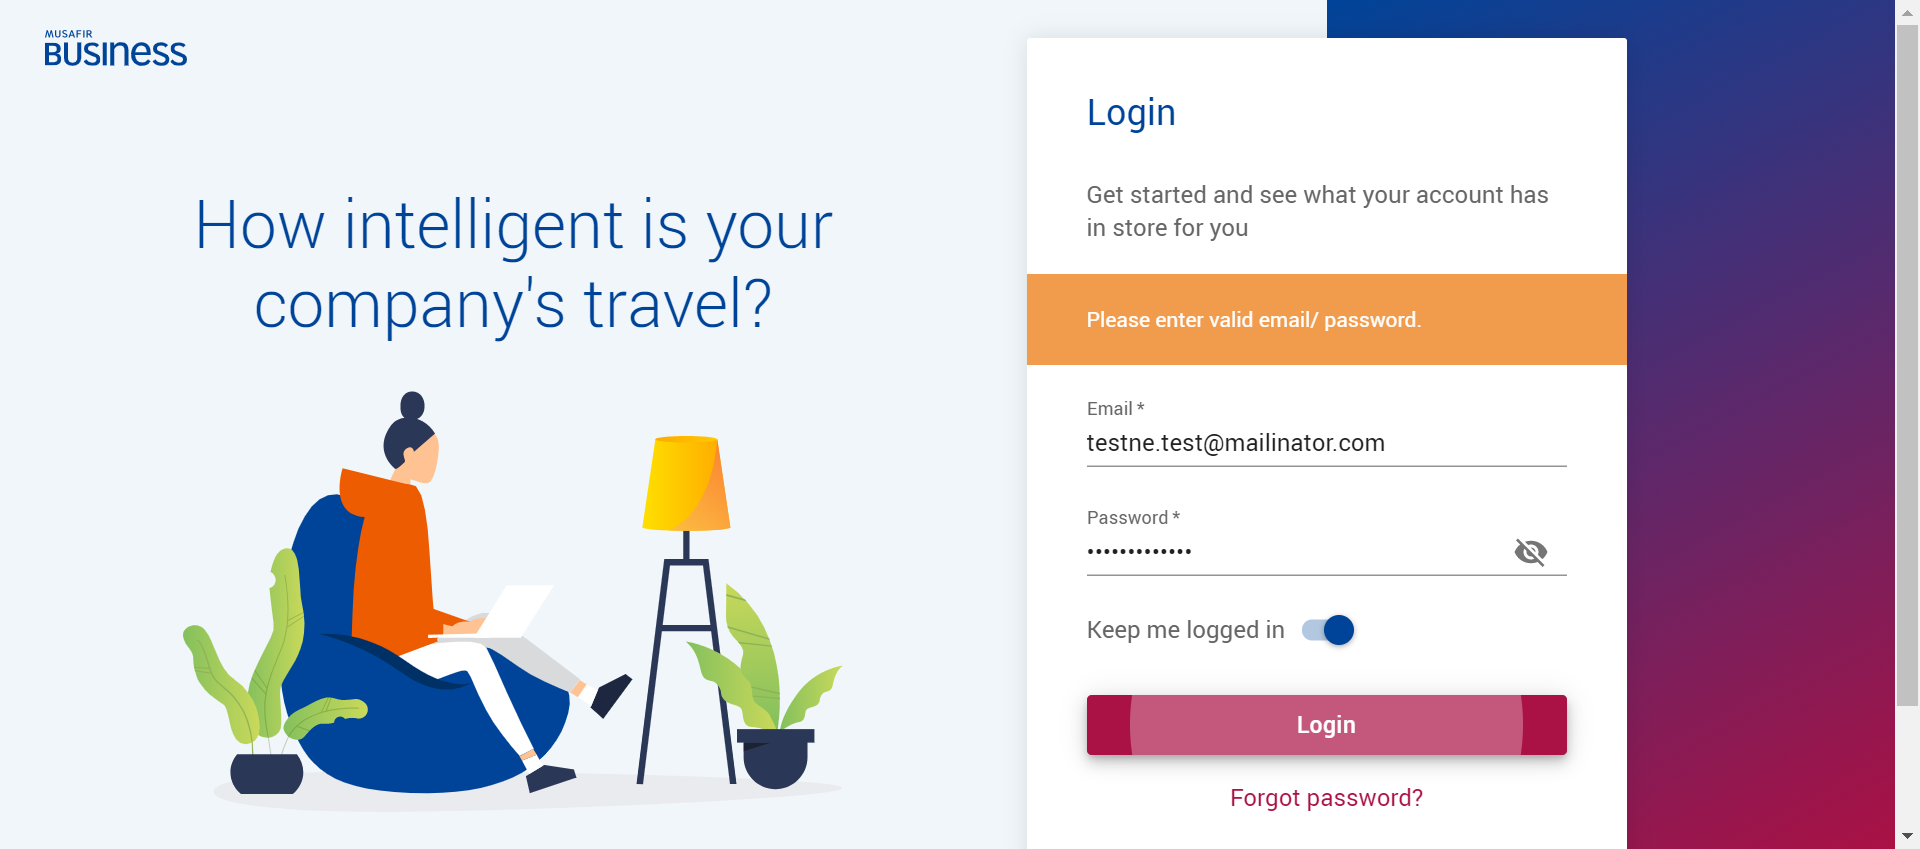 MUSAFIR
BUSINESS
How intelligent is your
company's travel?
Login
Get started and see what your account has
in store for you
Please enter valid email/ password.
Email *
testne.test@mailinator.com
Password *
•••••••••••••
Keep me logged in
Login
Forgot password?